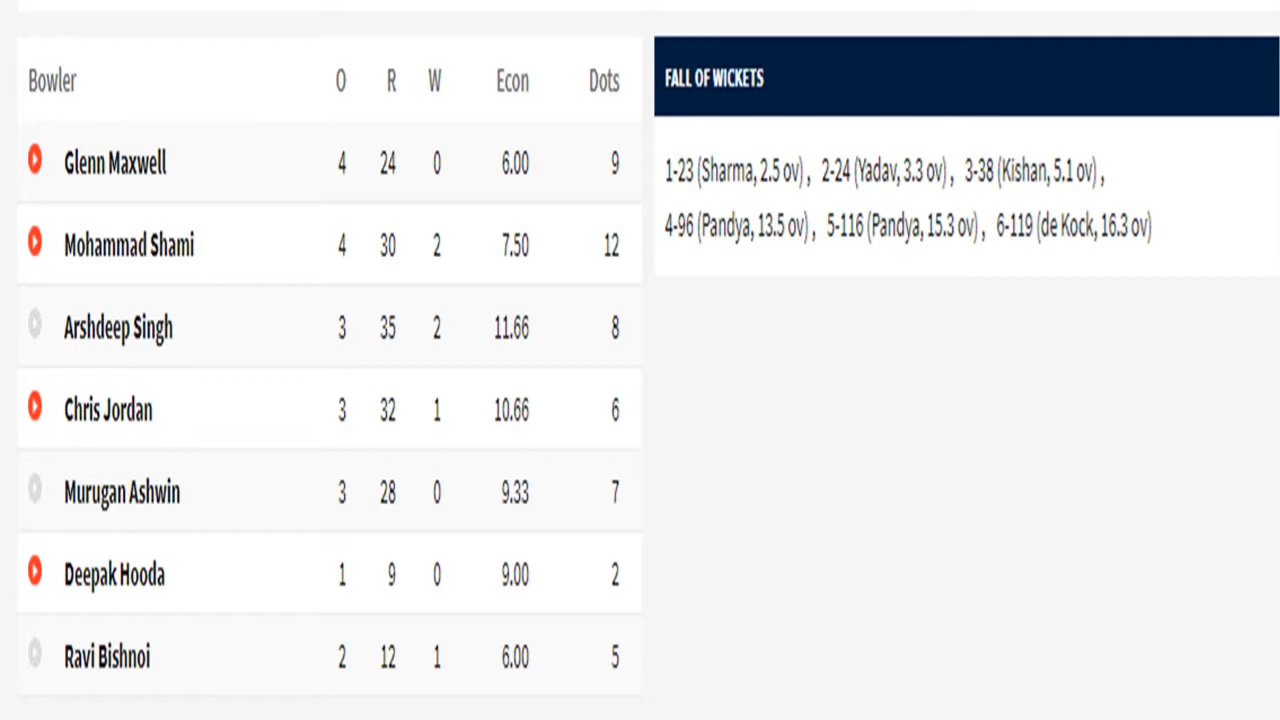 Bowler O R W Econ Dots
Glenn Maxwell 4 24 0 6.00 9
Mohammad Shami 4 30 2 7.50 12
Arshdeep Singh 3 35 2 11.66 8
Chris Jordan 3 32 1 10.66 6
Murugan Ashwin 3 28 0 9.33 7
Deepak Hooda 1 9 0 9.00 2
Ravi Bishnoi 2 12 1 6.00 5
FALL OF WICKETS
1-23 (Sharma, 2.5 ov) , 2-24 (Yadav, 3.3 ov) , 3-38 (Kishan, 5.1 ov) ,
4-96 (Pandya, 13.5 ov) , 5-116 (Pandya, 15.3 ov) , 6-119 (de Kock, 16.3 ov)